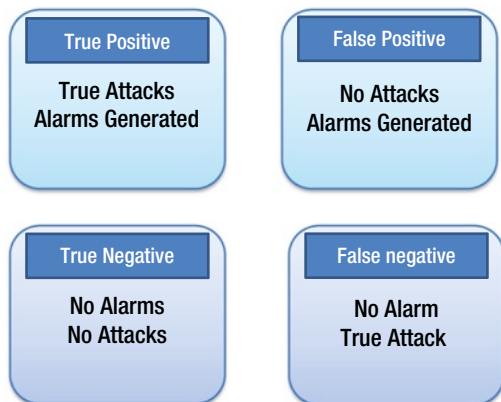 True Positive
True Attacks
Alarms Generated
False Positive
No Attacks
Alarms Generated
True Negative
No Alarms
No Attacks
False negative
No Alarm
True Attack